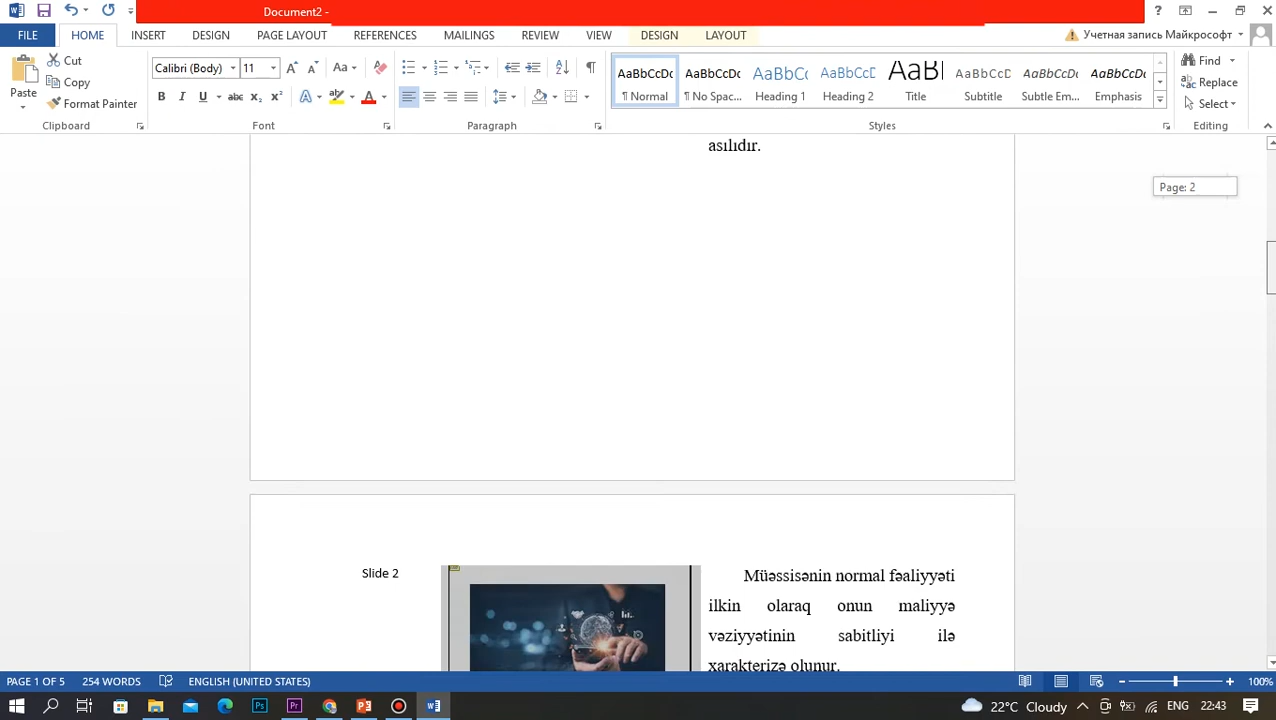 Document2 -
FILE HOME INSERT DESIGN PAGE LAYOUT REFERENCES MAILINGS REVIEW VIEW DESIGN LAYOUT Учетная запись Майкрософт
Cut
Copy
Format Painter
Paste
Clipboard
Calibri (Body) 11
Font
Paragraph
AaBbCcDc AaBbCcDc AaBbCc AaBbCcD AaBl AaBbCcD AaBbCcDc AaBbCcDc
¶ Normal ¶ No Spac... Heading 1 Heading 2 Title Subtitle Subtle Em... Emphasis
Styles
Find
Replace
Select
Editing
asılıdır.
Page: 2
Slide 2
Müəssisənin normal fəaliyyəti
ilkin olaraq onun maliyyə
vəziyyətinin sabitliyi ilə
xarakterizə olunur.
PAGE 1 OF 5 254 WORDS ENGLISH (UNITED STATES) 100%
22°C Cloudy ENG 22:43